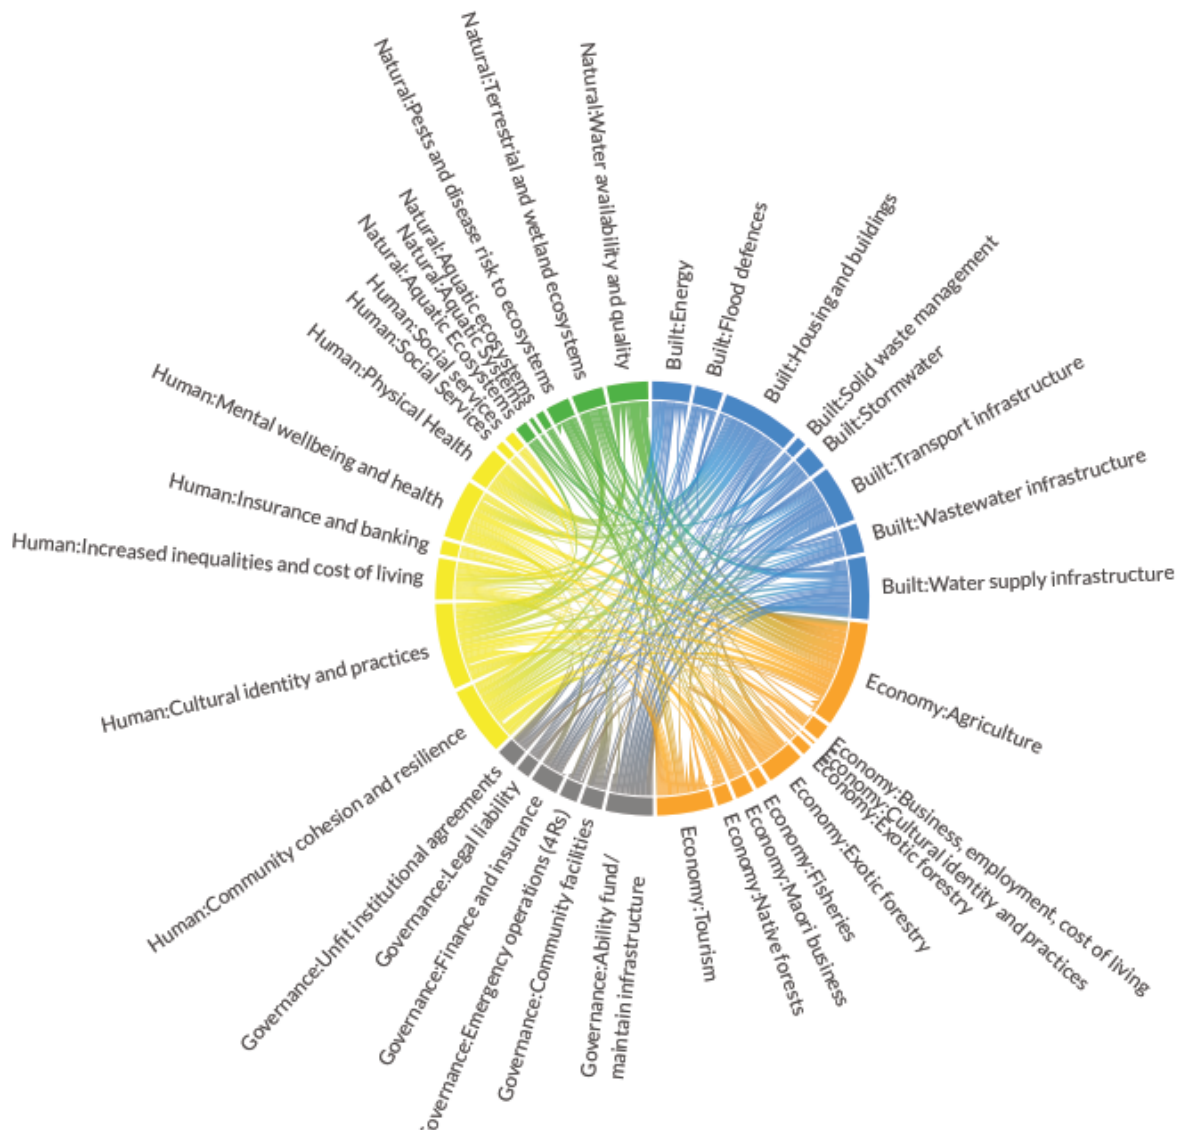 Natural:Water availability and quality
Built:Energy
Built:Flood defences
Built:Housing and buildings
Built:Solid waste management
Built:Stormwater
Built:Transport infrastructure
Built:Wastewater infrastructure
Built:Water supply infrastructure
Economy:Agriculture
Economy:Business, employment, cost of living
Economy:Cultural identity and practices
Economy:Exotic forestry
Economy:Exotic forestry
Economy:Fisheries
Economy:Maori business
Economy:Native forests
Economy:Tourism
Governance:Ability fund/
maintain infrastructure
Governance:Community facilities
overnance:Emergency operations (4Rs)
Governance:Finance and insurance
Governance:Legal liability
Governance:Unfit institutional agreements
Human:Community cohesion and resilience
Human:Cultural identity and practices
Human:Increased inequalities and cost of living
Human:Insurance and banking
Human:Mental wellbeing and health
Human:Physical Health
Human:Social Services
Human:Social services
Natural:Aquatic Ecosystems
Natural:Aquatic Systems
Natural:Aquatic ecosystems
Natural:Pests and disease risk to ecosystems
Natural:Terrestrial and wetland ecosystems